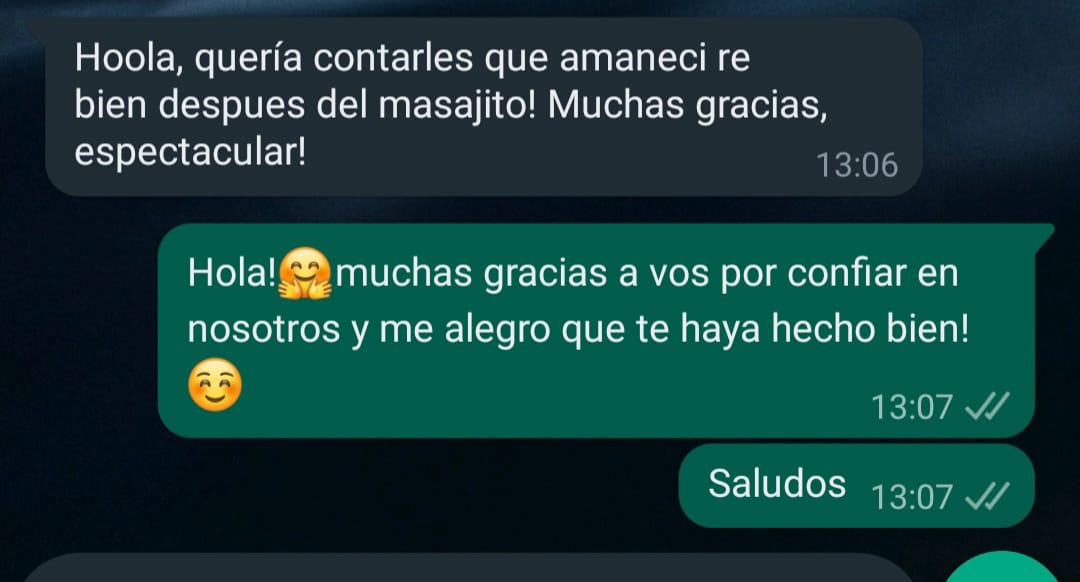 Hoola, quería contarles que amaneci re
bien despues del masajito! Muchas gracias,
espectacular!
13:06
Hola!🤗muchas gracias a vos por confiar en
nosotros y me alegro que te haya hecho bien!
☺️
13:07
Saludos 13:07